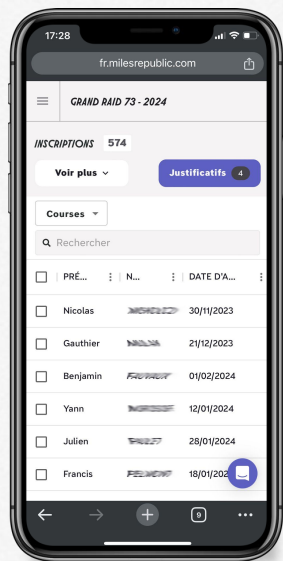 17:28
fr.milesrepublic.com
GRAND RAID 73 - 2024
INSCRIPTIONS 574
Voir plus
Justificatifs 4
Courses
Rechercher
PRÉ... N... DATE D'A...
Nicolas 30/11/2023
Gauthier 21/12/2023
Benjamin 01/02/2024
Yann 12/01/2024
Julien 28/01/2024
Francis 18/01/202
9